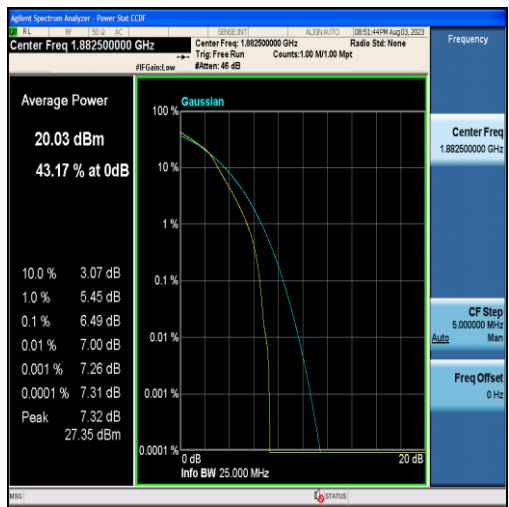 Agilent Spectrum Analyzer - Power Stat CCDF
RL RF 50 Ω AC SENSE:INT ALIGN AUTO 08:51:44PM Aug 03, 2023
Center Freq 1.882500000 GHz
Center Freq: 1.882500000 GHz Radio Std: None
Trig: Free Run Counts:1.00 M/1.00 Mpt
#IFGain:Low #Atten: 46 dB
Frequency
Average Power
20.03 dBm
43.17 % at 0dB
10.0 % 3.07 dB
1.0 % 5.45 dB
0.1 % 6.49 dB
0.01 % 7.00 dB
0.001 % 7.26 dB
0.0001 % 7.31 dB
Peak 7.32 dB
27.35 dBm
Gaussian
100 %
10 %
1 %
0.1 %
0.01 %
0.001 %
0.0001 %
0 dB 20 dB
Info BW 25.000 MHz
Center Freq
1.882500000 GHz
CF Step
5.000000 MHz
Auto Man
Freq Offset
0 Hz
MSG STATUS